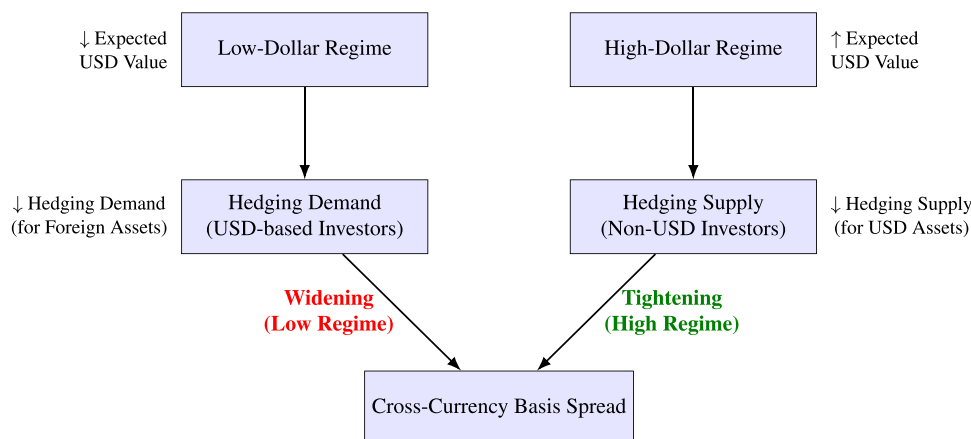 ↓ Expected
USD Value
Low-Dollar Regime
High-Dollar Regime
↑ Expected
USD Value
↓ Hedging Demand
(for Foreign Assets)
Hedging Demand
(USD-based Investors)
Hedging Supply
(Non-USD Investors)
↓ Hedging Supply
(for USD Assets)
Widening
(Low Regime)
Tightening
(High Regime)
Cross-Currency Basis Spread